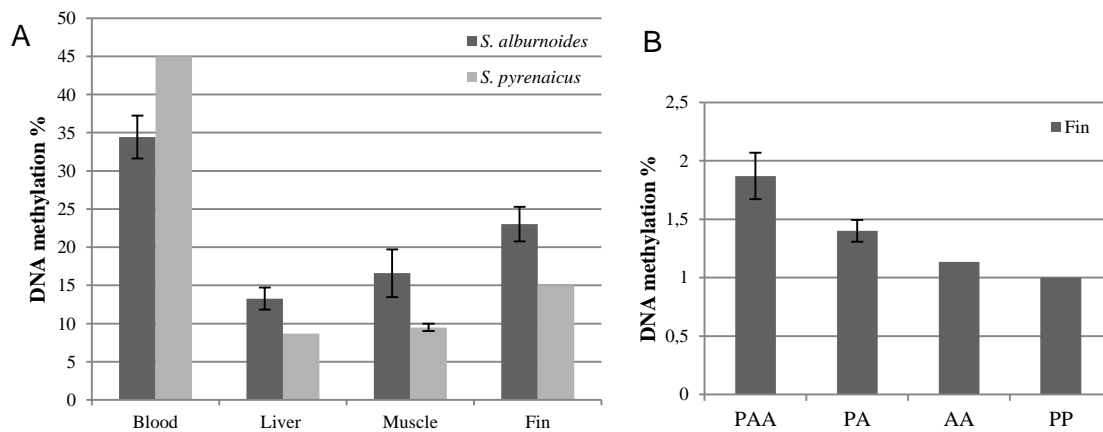 A
DNA methylation %
50
45
40
35
30
25
20
15
10
5
0
S. alburnoides
S. pyrenaicus
Blood Liver Muscle Fin
B
DNA methylation %
2,5
2
1,5
1
0,5
0
Fin
PAA PA AA PP